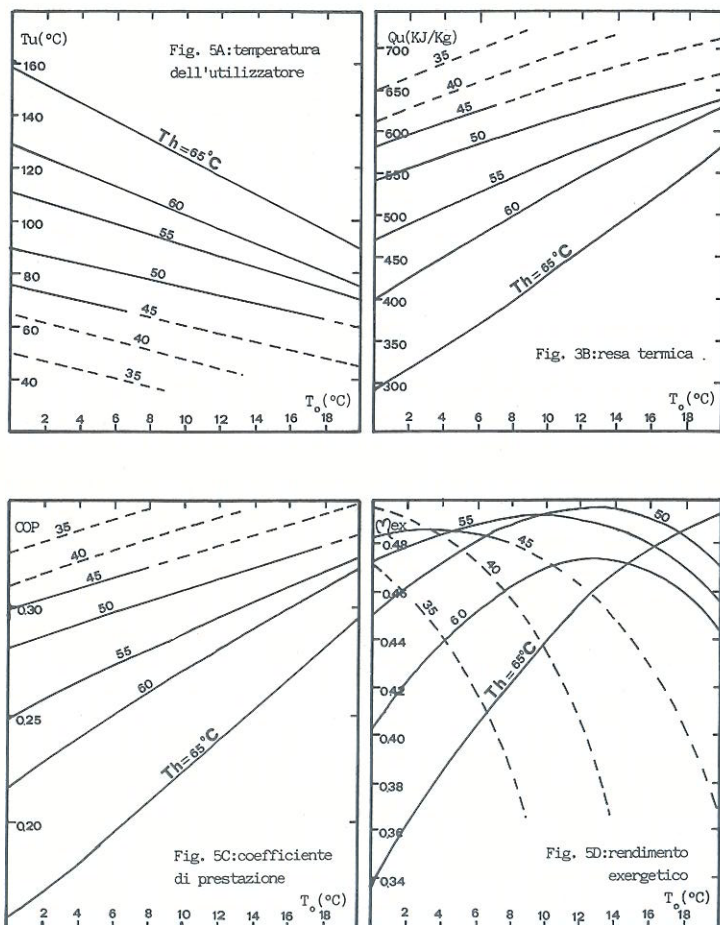 Tu(°C)
Fig. 5A:temperatura
dell'utilizzatore
160
140
120
100
80
60
40
Th=65°C
60
55
50
45
40
35
T₀(°C)
2 4 6 8 10 12 14 16 18
Qu(KJ/Kg)
700
650
600
550
500
450
400
350
300
35
40
45
50
55
60
Th=65°C
Fig. 3B:resa termica
T₀(°C)
2 4 6 8 10 12 14 16 18
COP
0,30
0,25
0,20
35
40
45
50
55
60
Th=65°C
Fig. 5C:coefficiente
di prestazione
T₀(°C)
2 4 6 8 10 12 14 16 18
ηex
0,48
0,46
0,44
0,42
0,40
0,38
0,36
0,34
55
50
45
40
35
60
Th=65°C
Fig. 5D:rendimento
exergetico
T₀(°C)
2 4 6 8 10 12 14 16 18